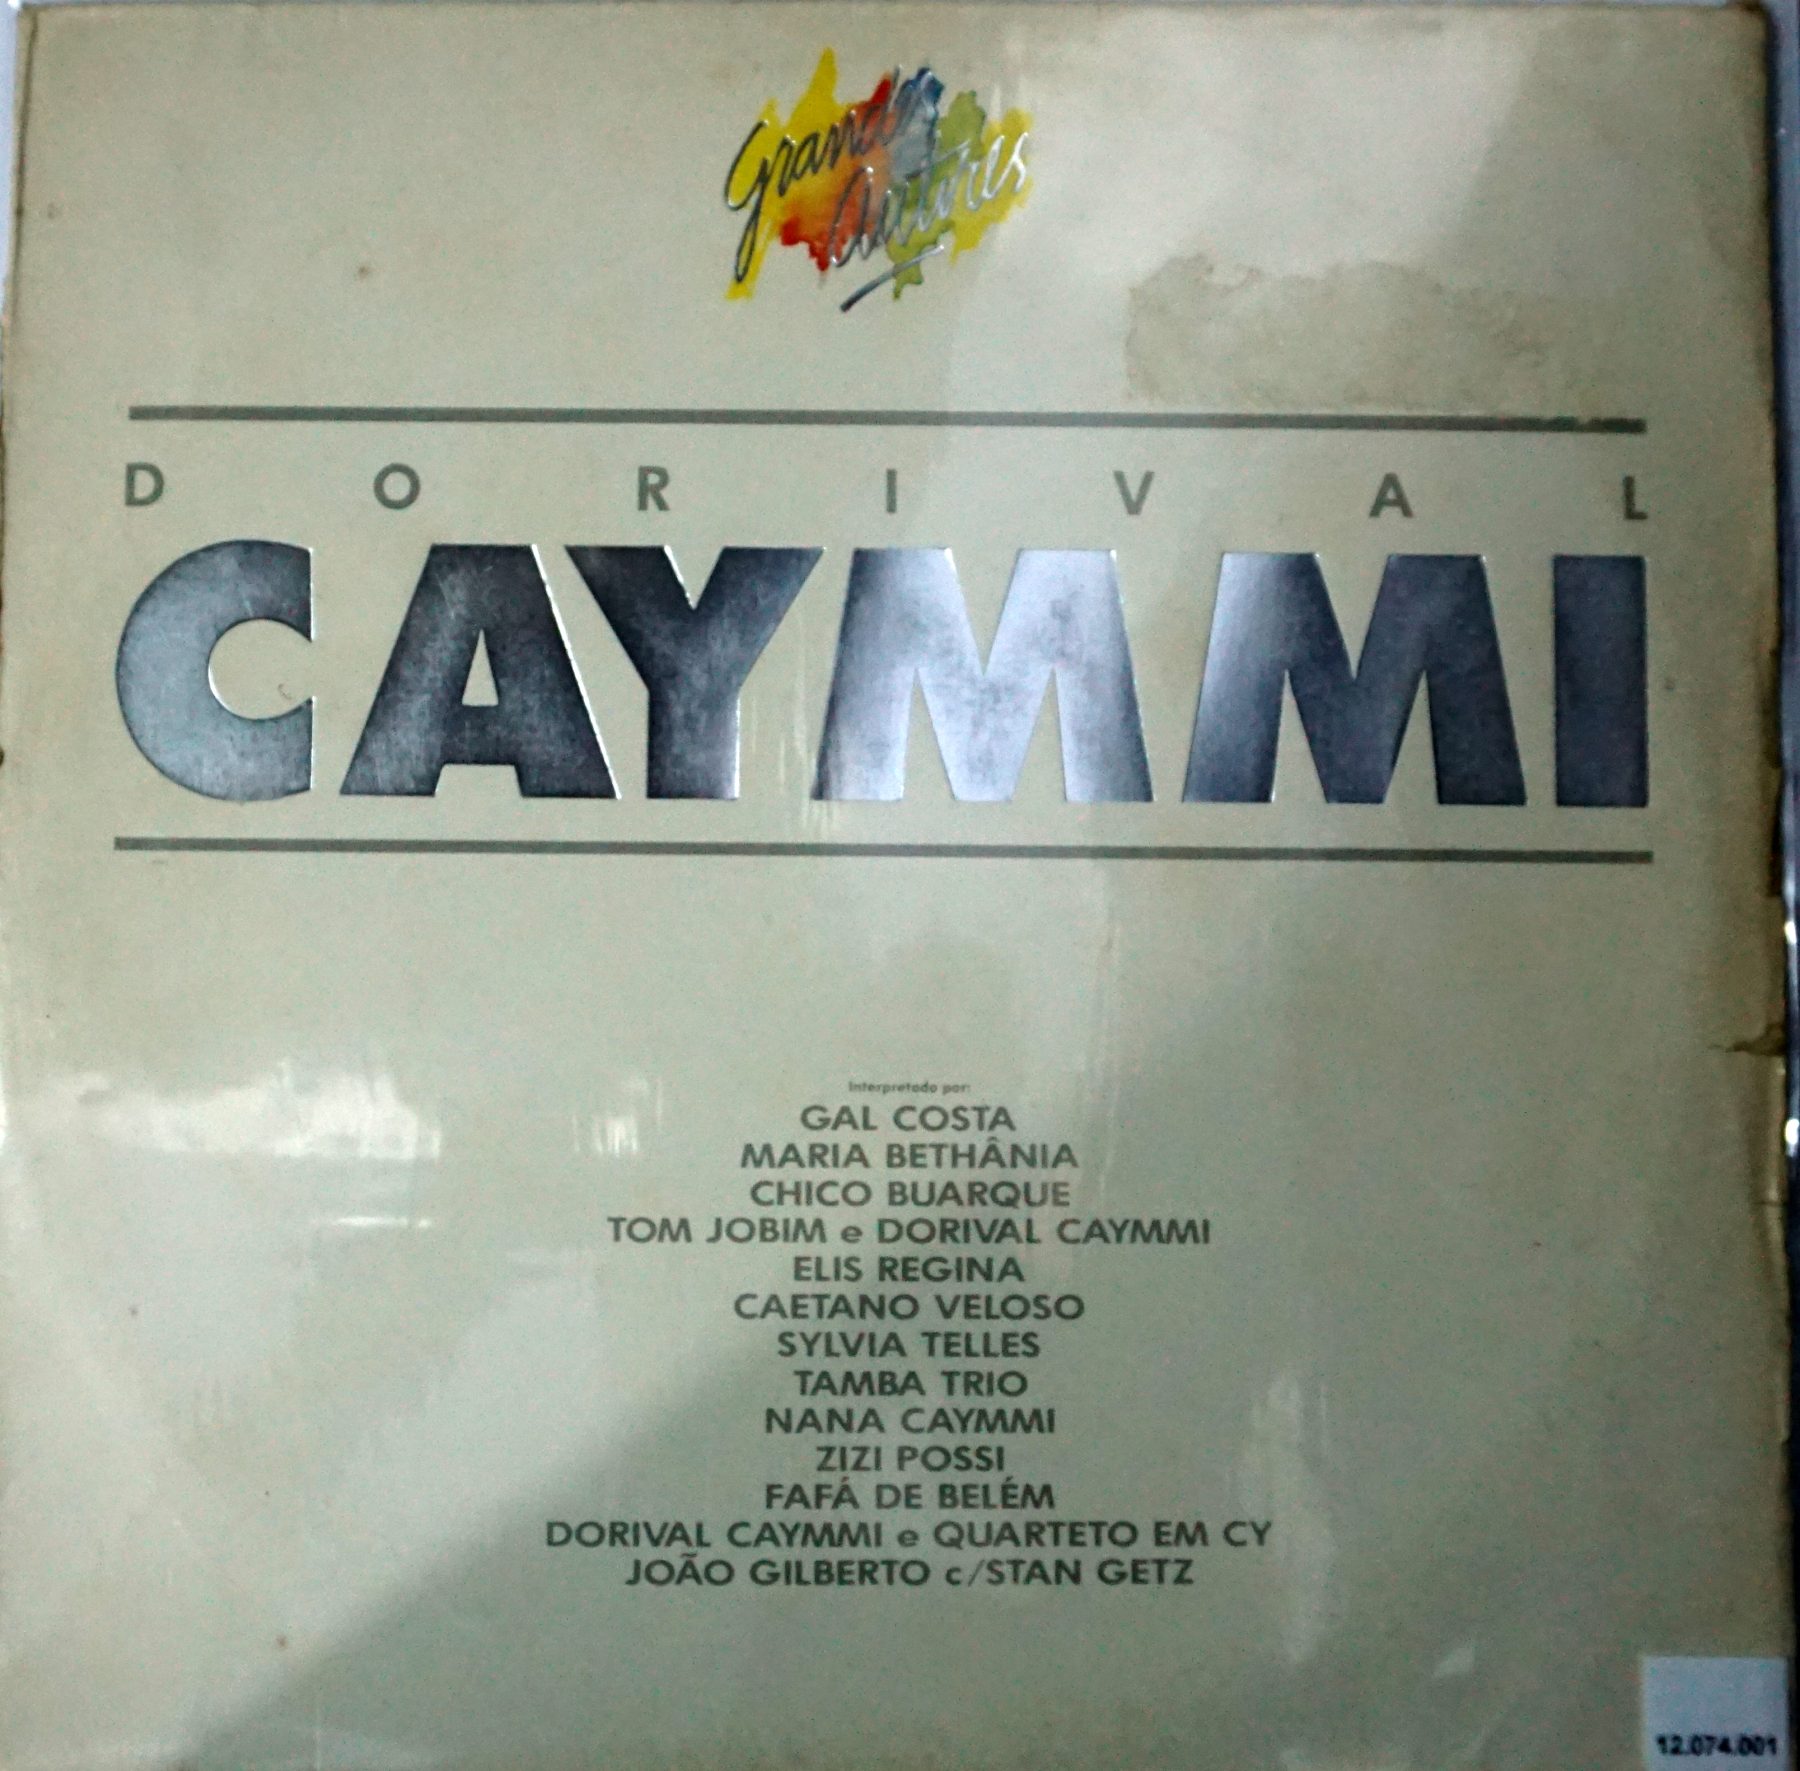 Grandes
autores
DORIVAL
CAYMMI
Interpretado por:
GAL COSTA
MARIA BETHÂNIA
CHICO BUARQUE
TOM JOBIM e DORIVAL CAYMMI
ELIS REGINA
CAETANO VELOSO
SYLVIA TELLES
TAMBA TRIO
NANA CAYMMI
ZIZI POSSI
FAFÁ DE BELÉM
DORIVAL CAYMMI e QUARTETO EM CY
JOÃO GILBERTO c/STAN GETZ
12.074.001